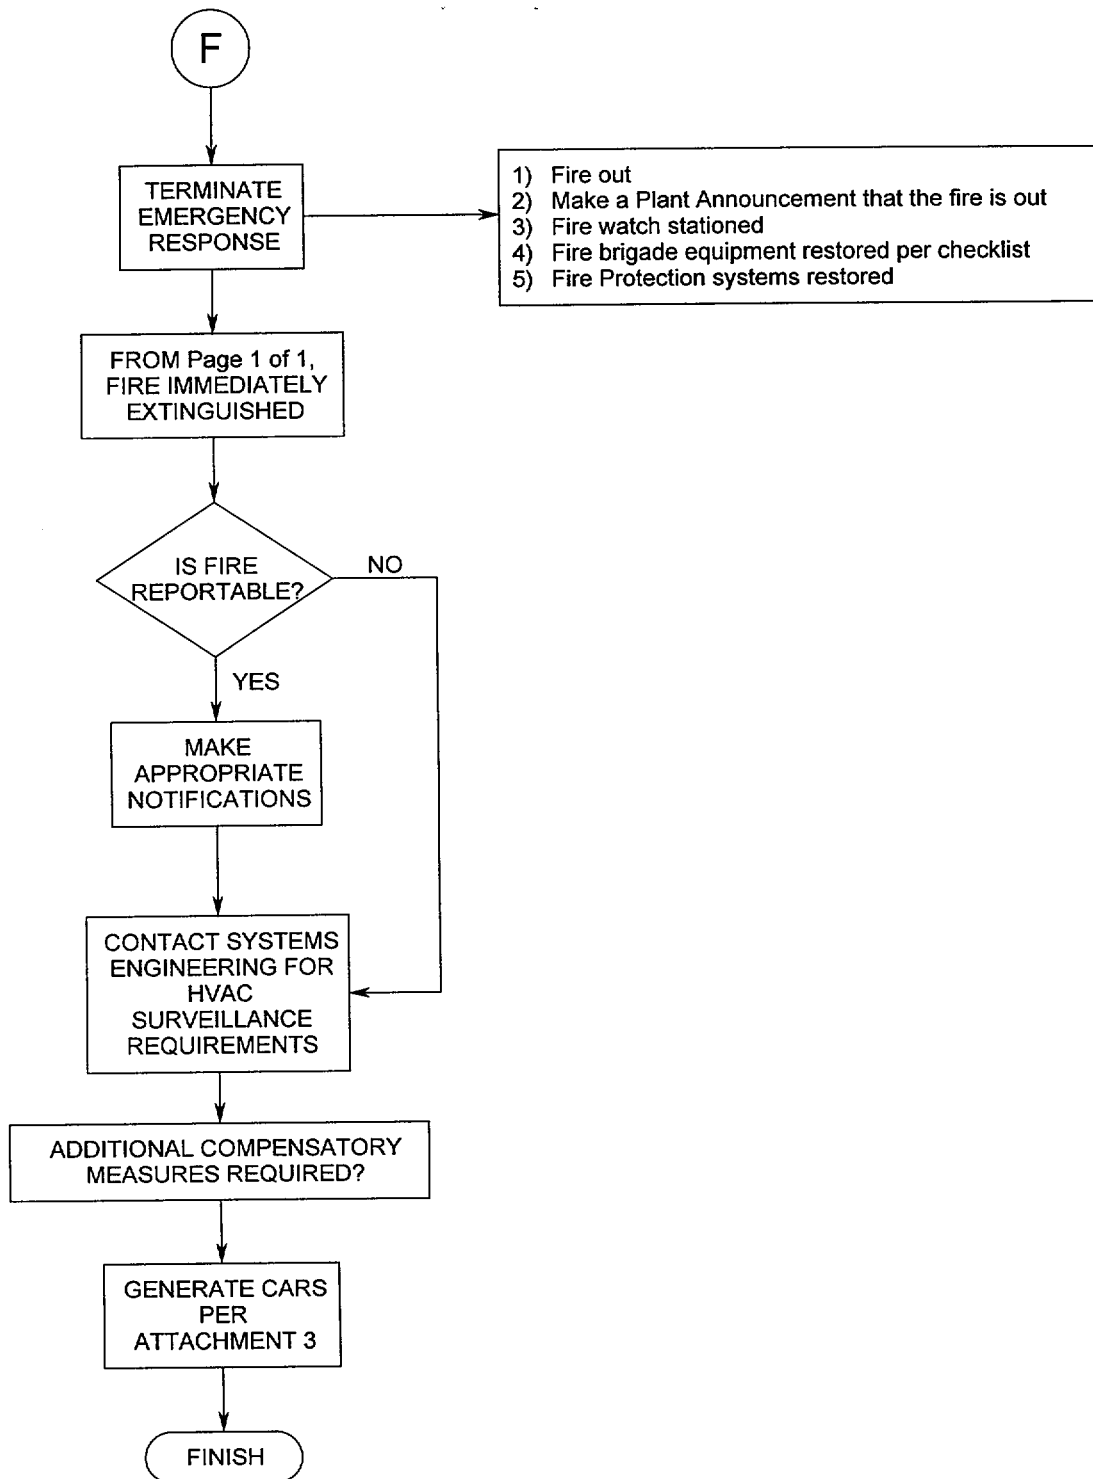 F
TERMINATE
EMERGENCY
RESPONSE
1) Fire out
2) Make a Plant Announcement that the fire is out
3) Fire watch stationed
4) Fire brigade equipment restored per checklist
5) Fire Protection systems restored
FROM Page 1 of 1,
FIRE IMMEDIATELY
EXTINGUISHED
IS FIRE
REPORTABLE?
NO
YES
MAKE
APPROPRIATE
NOTIFICATIONS
CONTACT SYSTEMS
ENGINEERING FOR
HVAC
SURVEILLANCE
REQUIREMENTS
ADDITIONAL COMPENSATORY
MEASURES REQUIRED?
GENERATE CARS
PER
ATTACHMENT 3
FINISH